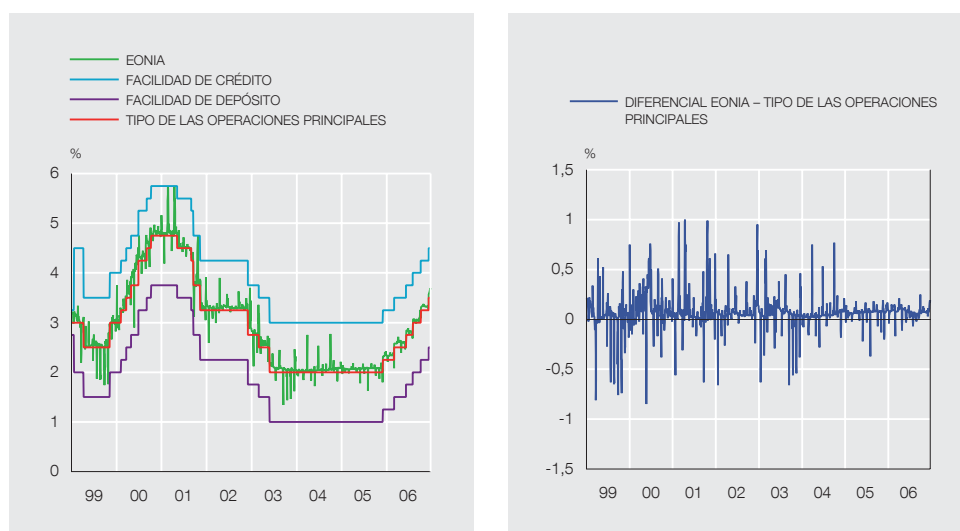 EONIA
FACILIDAD DE CRÉDITO
FACILIDAD DE DEPÓSITO
TIPO DE LAS OPERACIONES PRINCIPALES
%
6
5
4
3
2
1
0
99 00 01 02 03 04 05 06
DIFERENCIAL EONIA – TIPO DE LAS OPERACIONES
PRINCIPALES
%
1,5
1
0,5
0
-0,5
-1
-1,5
99 00 01 02 03 04 05 06